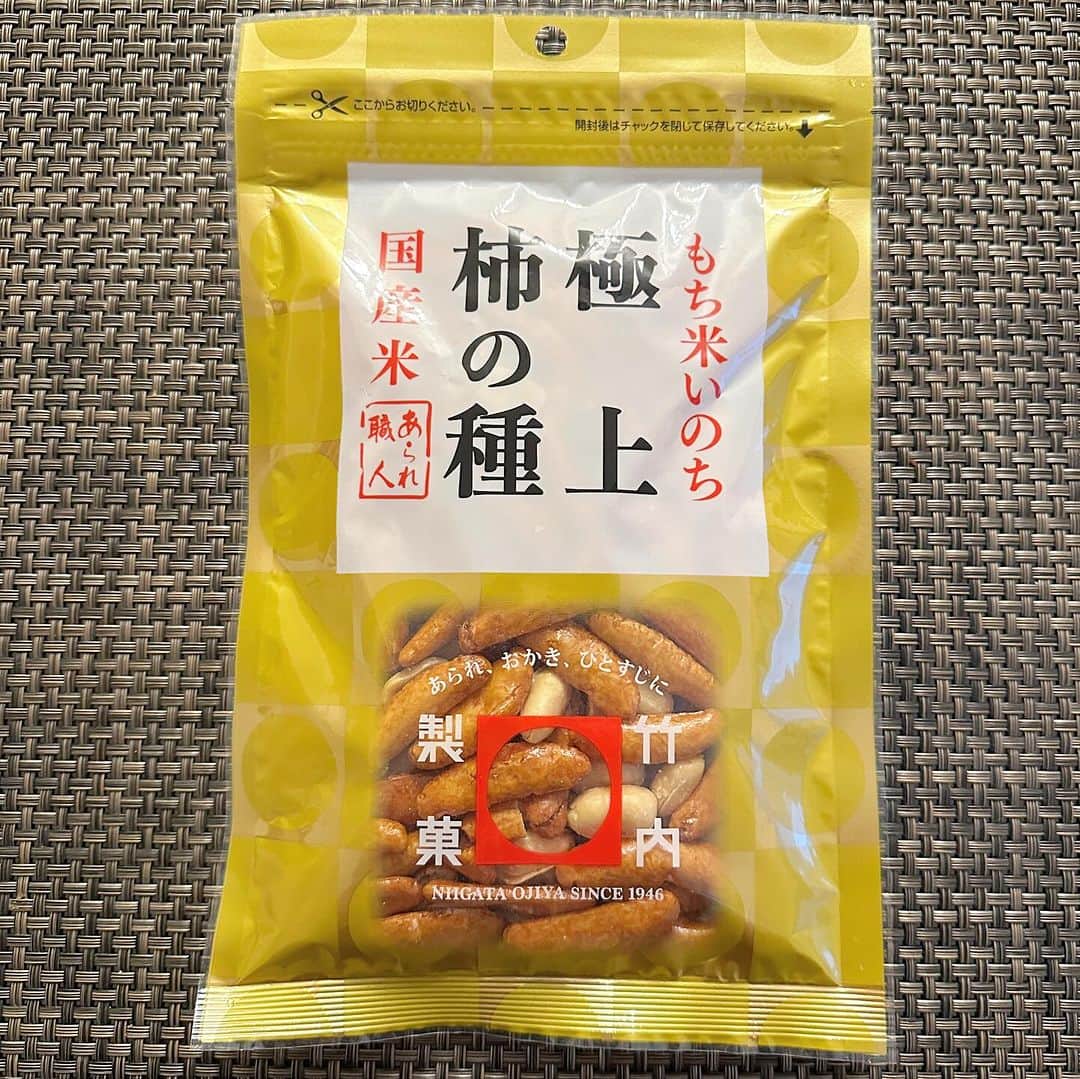 ここからお切りください。
開封後はチャックを閉じて保存してください。
もち米いのち
極上
柿の種
国産米
あられ
職人
あられ、おかき、ひとすじに
竹内
製菓
NIIGATA OJIYA SINCE 1946